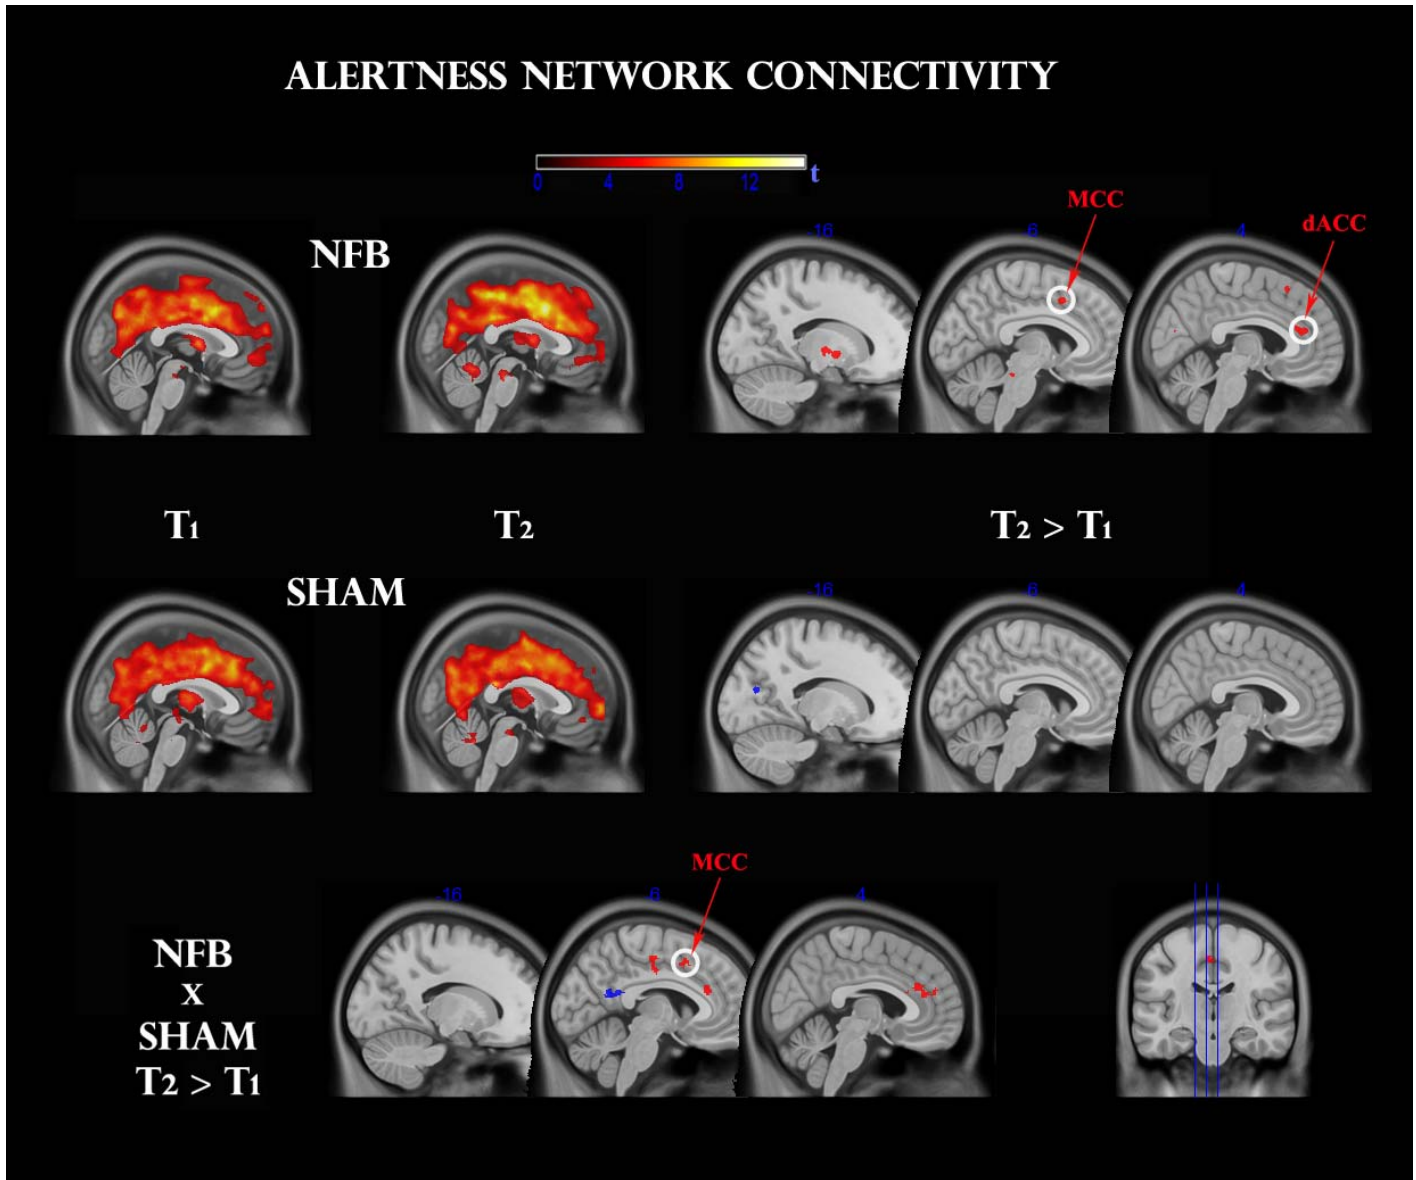 ALERTNESS NETWORK CONNECTIVITY
0 4 8 12 t
MCC
dACC
NFB
-16 -6 4
T1 T2 T2 > T1
SHAM
-16 -6 4
MCC
-16 -6 4
NFB
X
SHAM
T2 > T1